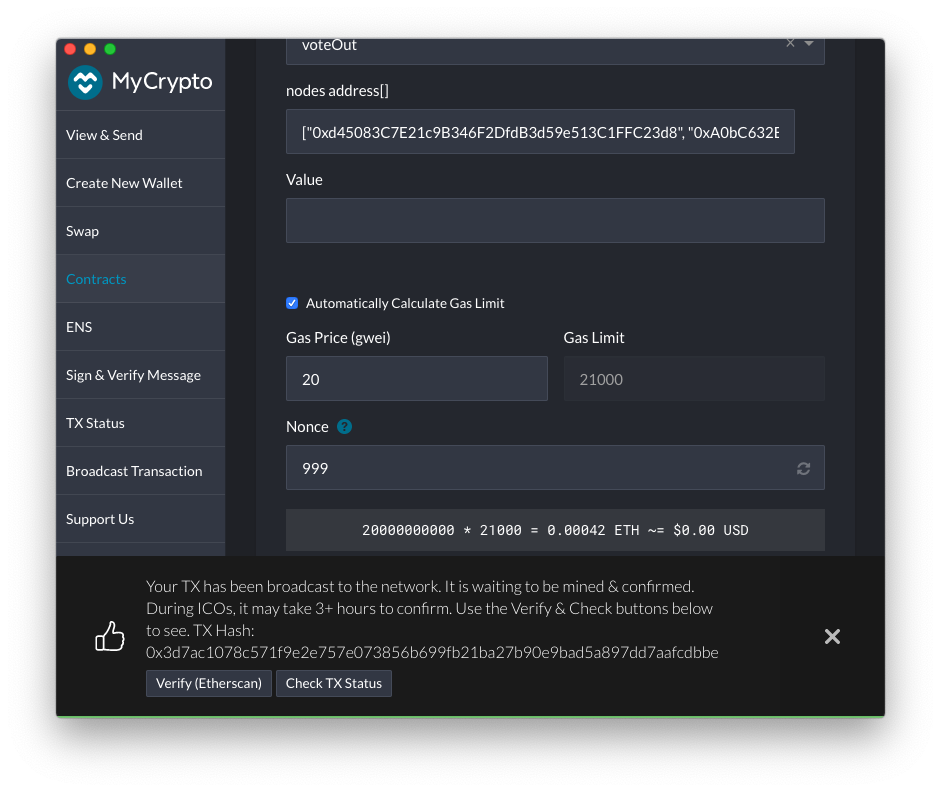 MyCrypto
View & Send
Create New Wallet
Swap
Contracts
ENS
Sign & Verify Message
TX Status
Broadcast Transaction
Support Us
voteOut
nodes address[]
["0xd45083C7E21c9B346F2DfdB3d59e513C1FFC23d8", "0xA0bC632E
Value
Automatically Calculate Gas Limit
Gas Price (gwei)
Gas Limit
20
21000
Nonce ?
999
20000000000 * 21000 = 0.00042 ETH ~= $0.00 USD
Your TX has been broadcast to the network. It is waiting to be mined & confirmed.
During ICOs, it may take 3+ hours to confirm. Use the Verify & Check buttons below
to see. TX Hash:
0x3d7ac1078c571f9e2e757e073856b699fb21ba27b90e9bad5a897dd7aafcdbbe
Verify (Etherscan)
Check TX Status